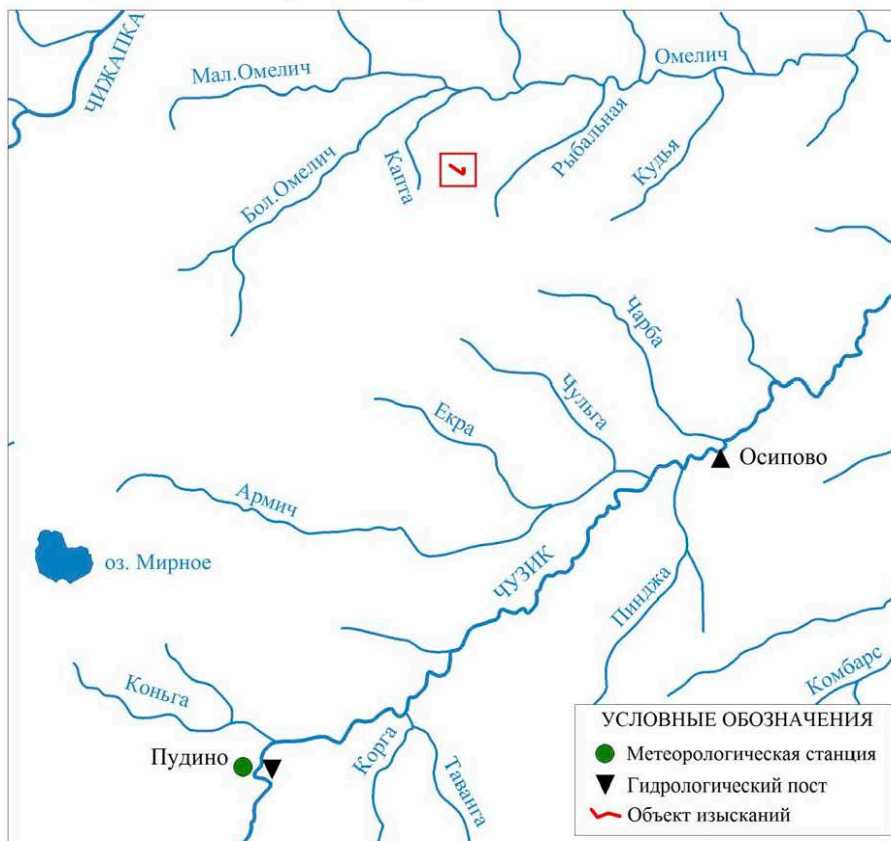 ЧИЖАПКА
Мал.Омелич
Омелич
Бол.Омелич
Капта
Рыбальная
Кудья
Чарба
Чульга
Екра
Осипово
Армич
оз. Мирное
ЧУЗИК
Пинджа
Комбарс
Коньга
Корга
Таванга
Пудино
УСЛОВНЫЕ ОБОЗНАЧЕНИЯ
Метеорологическая станция
Гидрологический пост
Объект изысканий